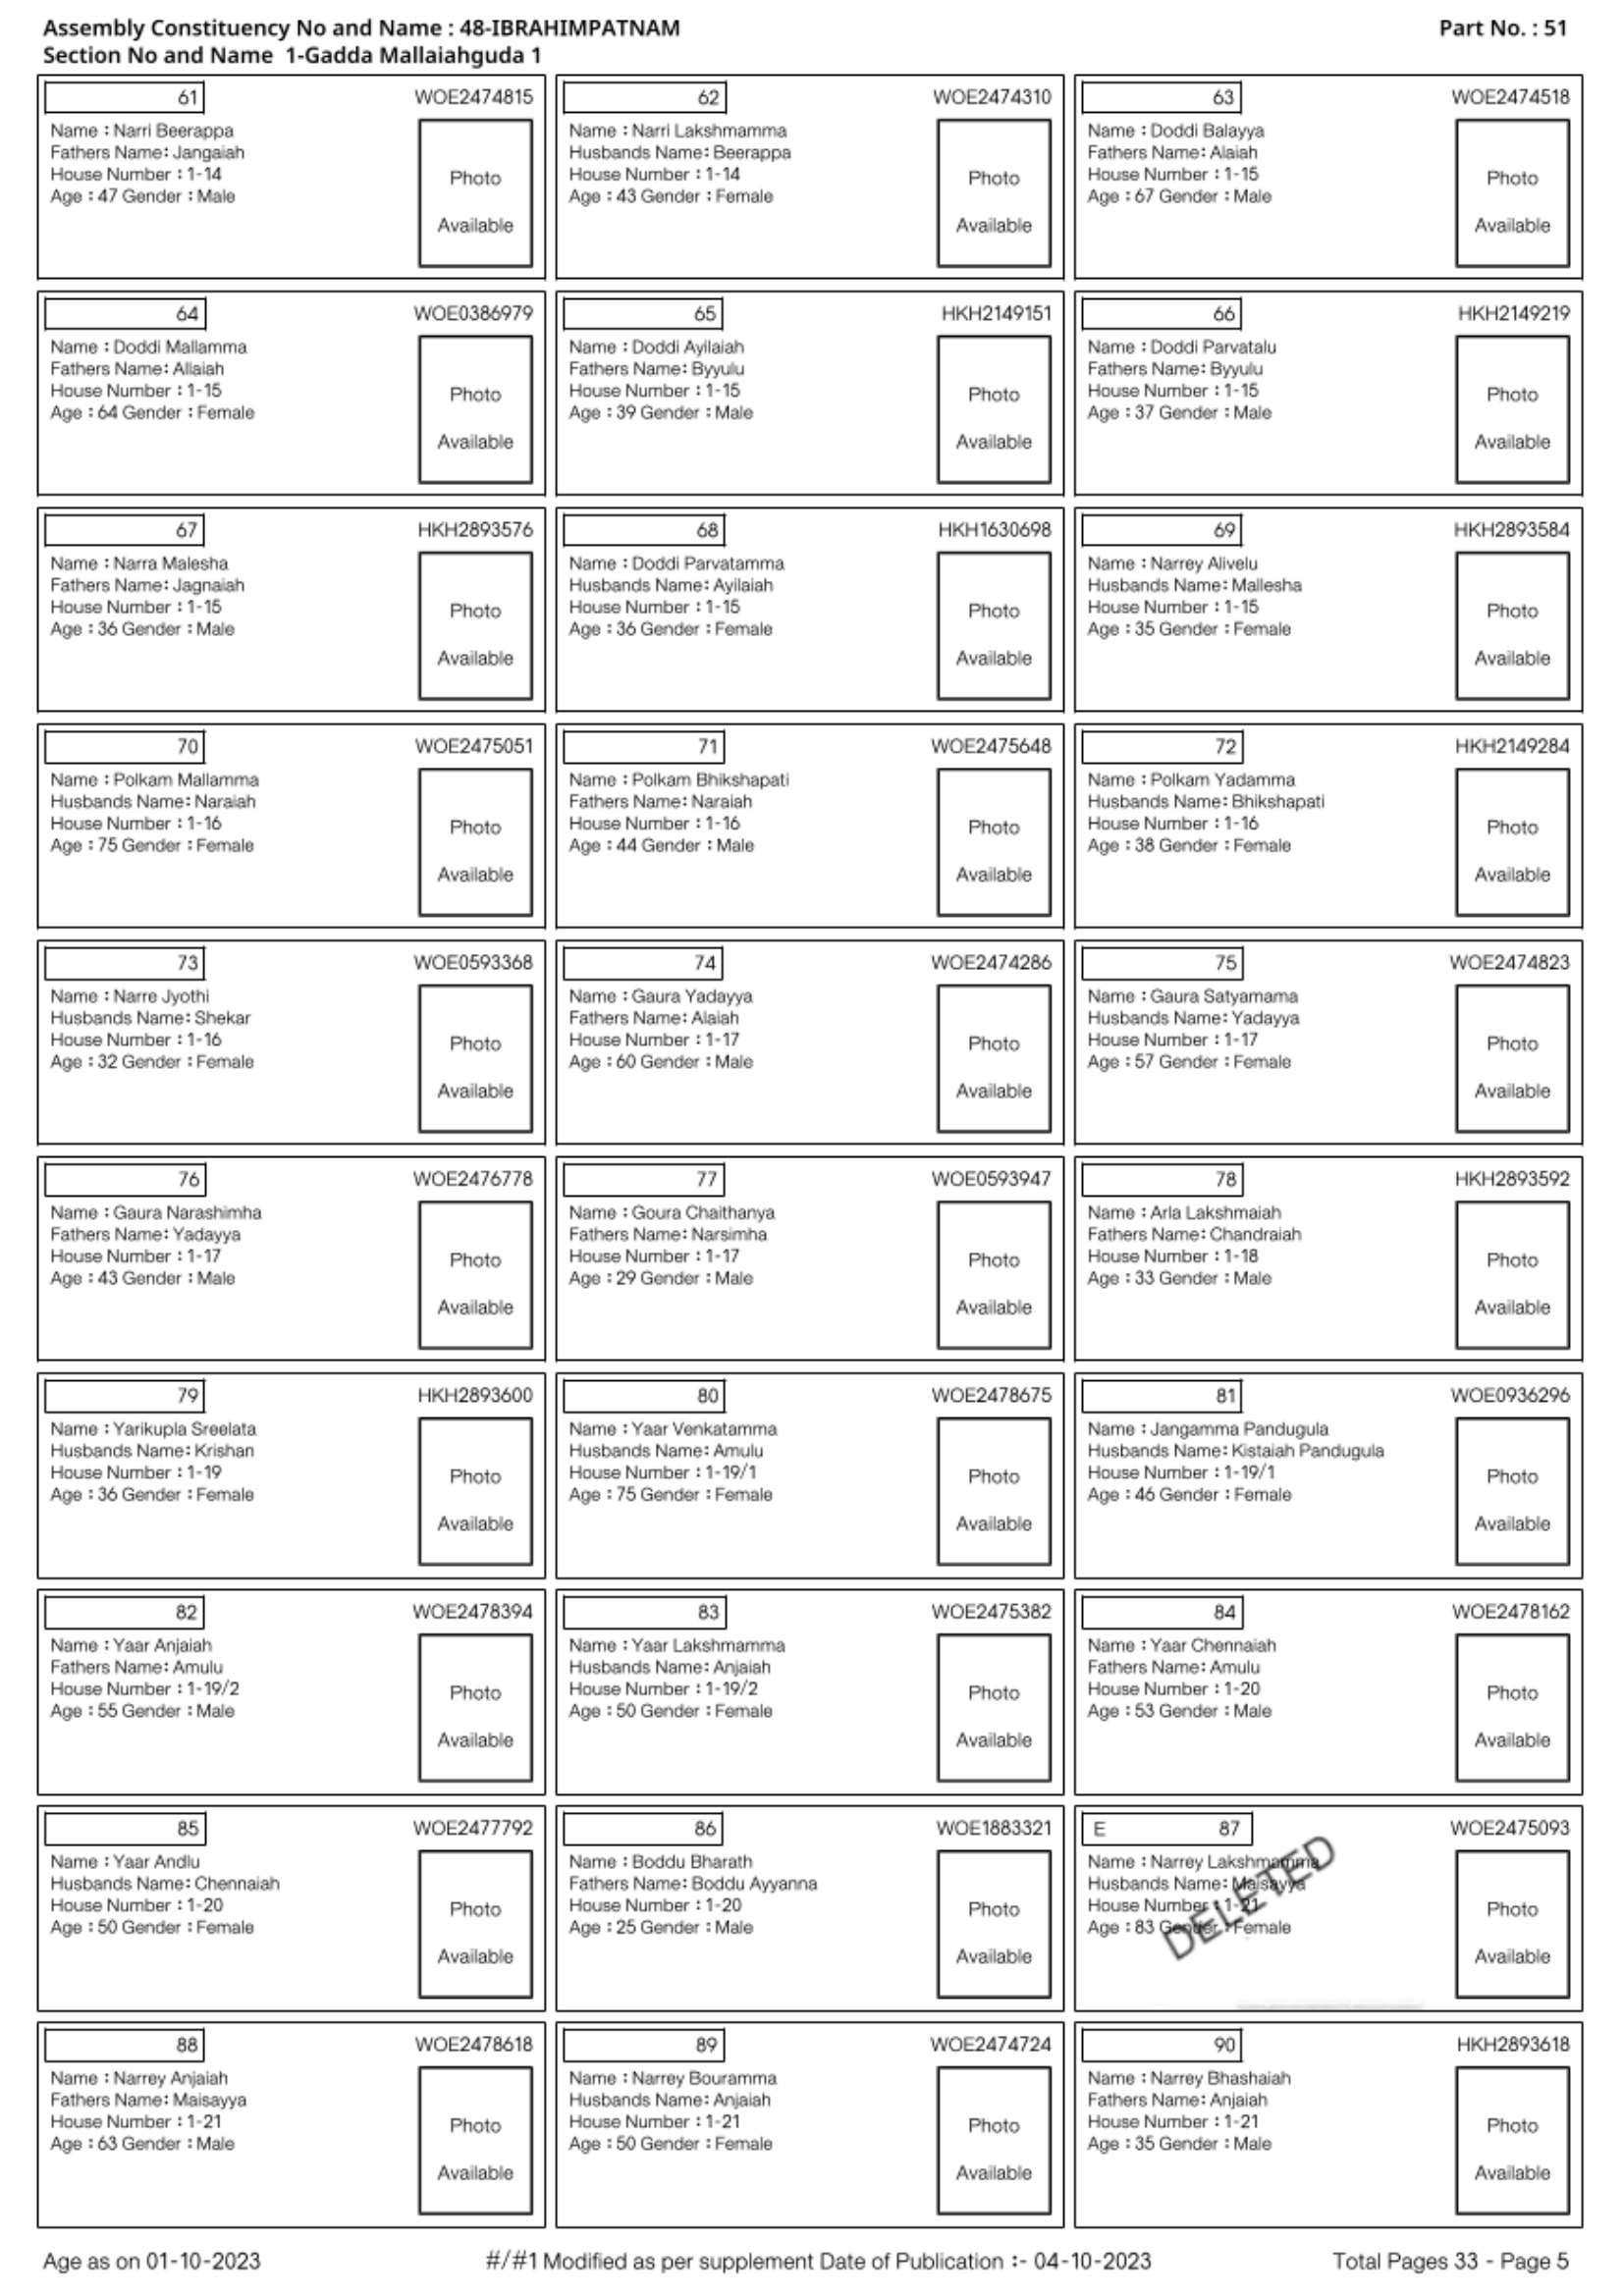 Assembly Constituency No and Name : 48-IBRAHIMPATNAM
Part No. : 51
Section No and Name 1-Gadda Mallaiahguda 1
61
WOE2474815
Name : Narri Beerappa
Fathers Name: Jangaiah
House Number : 1-14
Age : 47 Gender : Male
Photo
Available
62
WOE2474310
Name : Narri Lakshmamma
Husbands Name: Beerappa
House Number : 1-14
Age : 43 Gender : Female
Photo
Available
63
WOE2474518
Name : Doddi Balayya
Fathers Name: Alaiah
House Number : 1-15
Age : 67 Gender : Male
Photo
Available
64
WOE0386979
Name : Doddi Mallamma
Fathers Name: Allaiah
House Number : 1-15
Age : 64 Gender : Female
Photo
Available
65
HKH2149151
Name : Doddi Ayilaiah
Fathers Name: Byyulu
House Number : 1-15
Age : 39 Gender : Male
Photo
Available
66
HKH2149219
Name : Doddi Parvatalu
Fathers Name: Byyulu
House Number : 1-15
Age : 37 Gender : Male
Photo
Available
67
HKH2893576
Name : Narra Malesha
Fathers Name: Jagnaiah
House Number : 1-15
Age : 36 Gender : Male
Photo
Available
68
HKH1630698
Name : Doddi Parvatamma
Husbands Name: Ayilaiah
House Number : 1-15
Age : 36 Gender : Female
Photo
Available
69
HKH2893584
Name : Narrey Alivelu
Husbands Name: Mallesha
House Number : 1-15
Age : 35 Gender : Female
Photo
Available
70
WOE2475051
Name : Polkam Mallamma
Husbands Name: Naraiah
House Number : 1-16
Age : 75 Gender : Female
Photo
Available
71
WOE2475648
Name : Polkam Bhikshapati
Fathers Name: Naraiah
House Number : 1-16
Age : 44 Gender : Male
Photo
Available
72
HKH2149284
Name : Polkam Yadamma
Husbands Name: Bhikshapati
House Number : 1-16
Age : 38 Gender : Female
Photo
Available
73
WOE0593368
Name : Narre Jyothi
Husbands Name: Shekar
House Number : 1-16
Age : 32 Gender : Female
Photo
Available
74
WOE2474286
Name : Gaura Yadayya
Fathers Name: Alaiah
House Number : 1-17
Age : 60 Gender : Male
Photo
Available
75
WOE2474823
Name : Gaura Satyamama
Husbands Name: Yadayya
House Number : 1-17
Age : 57 Gender : Female
Photo
Available
76
WOE2476778
Name : Gaura Narashimha
Fathers Name: Yadayya
House Number : 1-17
Age : 43 Gender : Male
Photo
Available
77
WOE0593947
Name : Goura Chaithanya
Fathers Name: Narsimha
House Number : 1-17
Age : 29 Gender : Male
Photo
Available
78
HKH2893592
Name : Arla Lakshmaiah
Fathers Name: Chandraiah
House Number : 1-18
Age : 33 Gender : Male
Photo
Available
79
HKH2893600
Name : Yarikupla Sreelata
Husbands Name: Krishan
House Number : 1-19
Age : 36 Gender : Female
Photo
Available
80
WOE2478675
Name : Yaar Venkatamma
Husbands Name: Amulu
House Number : 1-19/1
Age : 75 Gender : Female
Photo
Available
81
WOE0936296
Name : Jangamma Pandugula
Husbands Name: Kistaiah Pandugula
House Number : 1-19/1
Age : 46 Gender : Female
Photo
Available
82
WOE2478394
Name : Yaar Anjaiah
Fathers Name: Amulu
House Number : 1-19/2
Age : 55 Gender : Male
Photo
Available
83
WOE2475382
Name : Yaar Lakshmamma
Husbands Name: Anjaiah
House Number : 1-19/2
Age : 50 Gender : Female
Photo
Available
84
WOE2478162
Name : Yaar Chennaiah
Fathers Name: Amulu
House Number : 1-20
Age : 53 Gender : Male
Photo
Available
85
WOE2477792
Name : Yaar Andlu
Husbands Name: Chennaiah
House Number : 1-20
Age : 50 Gender : Female
Photo
Available
86
WOE1883321
Name : Boddu Bharath
Fathers Name: Boddu Ayyanna
House Number : 1-20
Age : 25 Gender : Male
Photo
Available
E 87
WOE2475093
Name : Narrey Lakshmamma
Husbands Name: Maisayya
House Number : 1-21
Age : 83 Gender : Female
DELETED
Photo
Available
88
WOE2478618
Name : Narrey Anjaiah
Fathers Name: Maisayya
House Number : 1-21
Age : 63 Gender : Male
Photo
Available
89
WOE2474724
Name : Narrey Bouramma
Husbands Name: Anjaiah
House Number : 1-21
Age : 50 Gender : Female
Photo
Available
90
HKH2893618
Name : Narrey Bhashaiah
Fathers Name: Anjaiah
House Number : 1-21
Age : 35 Gender : Male
Photo
Available
Age as on 01-10-2023
#/#1 Modified as per supplement Date of Publication :- 04-10-2023
Total Pages 33 - Page 5